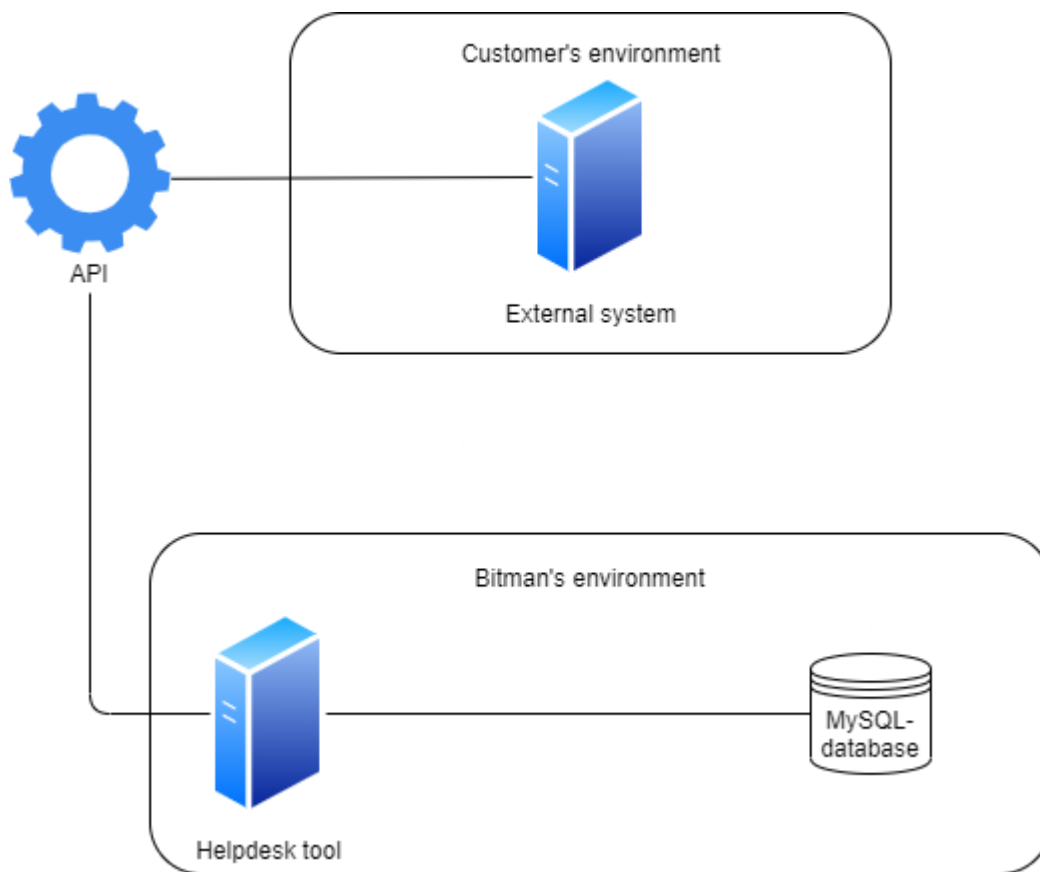 Customer's environment
API
External system
Bitman's environment
MySQL-
database
Helpdesk tool